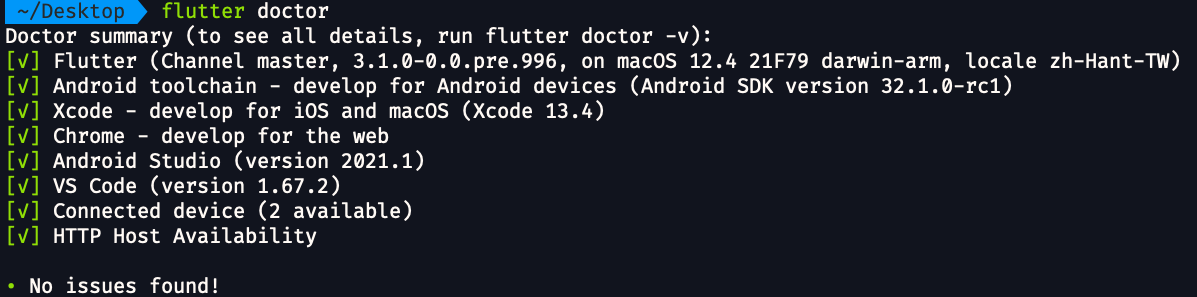 ~/Desktop flutter doctor
Doctor summary (to see all details, run flutter doctor -v):
[√] Flutter (Channel master, 3.1.0-0.0.pre.996, on macOS 12.4 21F79 darwin-arm, locale zh-Hant-TW)
[√] Android toolchain - develop for Android devices (Android SDK version 32.1.0-rc1)
[√] Xcode - develop for iOS and macOS (Xcode 13.4)
[√] Chrome - develop for the web
[√] Android Studio (version 2021.1)
[√] VS Code (version 1.67.2)
[√] Connected device (2 available)
[√] HTTP Host Availability
• No issues found!